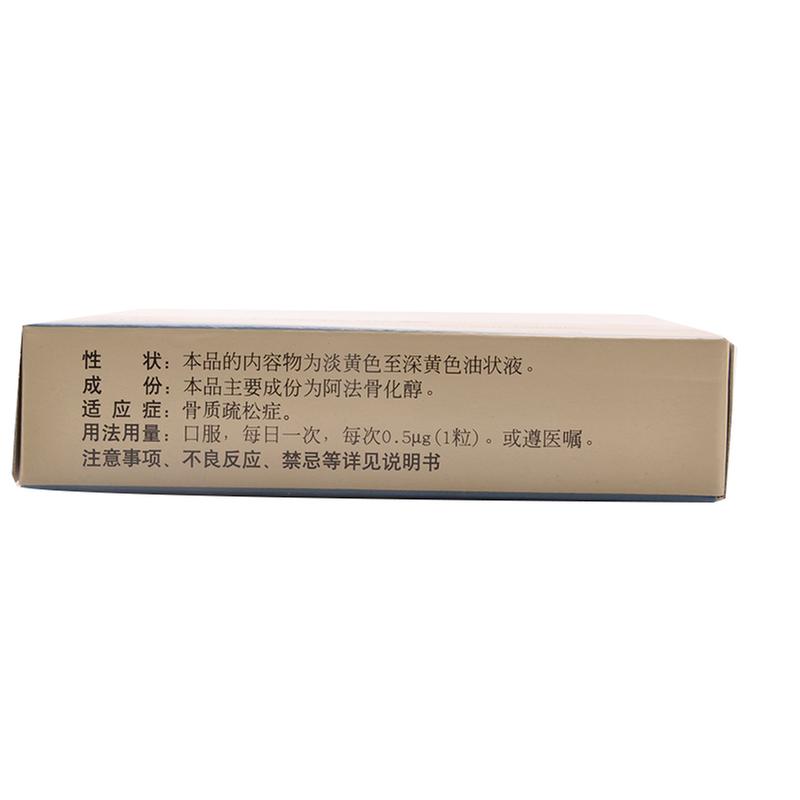 性 状：本品的内容物为淡黄色至深黄色油状液。
成 份：本品主要成份为阿法骨化醇。
适 应 症：骨质疏松症。
用法用量：口服，每日一次，每次0.5μg(1粒)。或遵医嘱。
注意事项、不良反应、禁忌等详见说明书